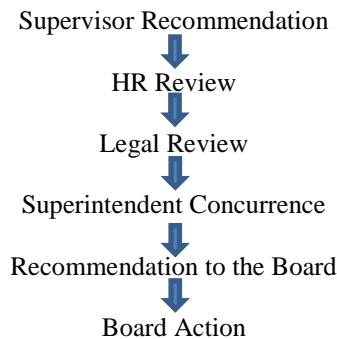 Supervisor Recommendation
HR Review
Legal Review
Superintendent Concurrence
Recommendation to the Board
Board Action